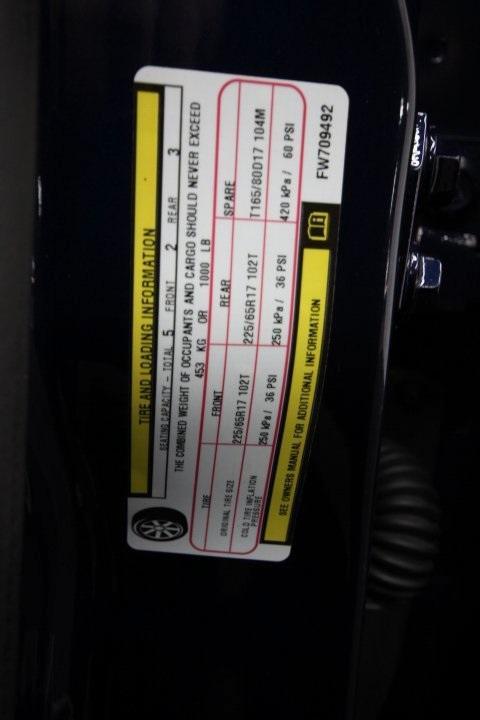 TIRE AND LOADING INFORMATION
SEATING CAPACITY - TOTAL 5 FRONT 2 REAR 3
THE COMBINED WEIGHT OF OCCUPANTS AND CARGO SHOULD NEVER EXCEED
453 KG OR 1000 LB
TIRE FRONT REAR SPARE
ORIGINAL TIRE SIZE 225/65R17 102T 225/65R17 102T T165/80D17 104M
COLD TIRE INFLATION PRESSURE 250 kPa / 36 PSI 250 kPa / 36 PSI 420 kPa / 60 PSI
SEE OWNERS MANUAL FOR ADDITIONAL INFORMATION
FW709492